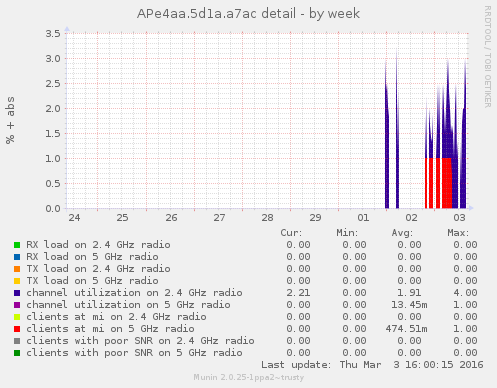 APe4aa.5d1a.a7ac detail - by week
RRDTOOL / TOBI OETIKER
% + abs
3.5
3.0
2.5
2.0
1.5
1.0
0.5
0.0
24 25 26 27 28 29 01 02 03
Cur: Min: Avg: Max:
RX load on 2.4 GHz radio 0.00 0.00 0.00 0.00
RX load on 5 GHz radio 0.00 0.00 0.00 0.00
TX load on 2.4 GHz radio 0.00 0.00 0.00 0.00
TX load on 5 GHz radio 0.00 0.00 0.00 0.00
channel utilization on 2.4 GHz radio 2.21 0.00 1.91 4.00
channel utilization on 5 GHz radio 0.00 0.00 13.45m 1.00
clients at mi on 2.4 GHz radio 0.00 0.00 0.00 0.00
clients at mi on 5 GHz radio 0.00 0.00 474.51m 1.00
clients with poor SNR on 2.4 GHz radio 0.00 0.00 0.00 0.00
clients with poor SNR on 5 GHz radio 0.00 0.00 0.00 0.00
Last update: Thu Mar 3 16:00:15 2016
Munin 2.0.25-1ppa2~trusty